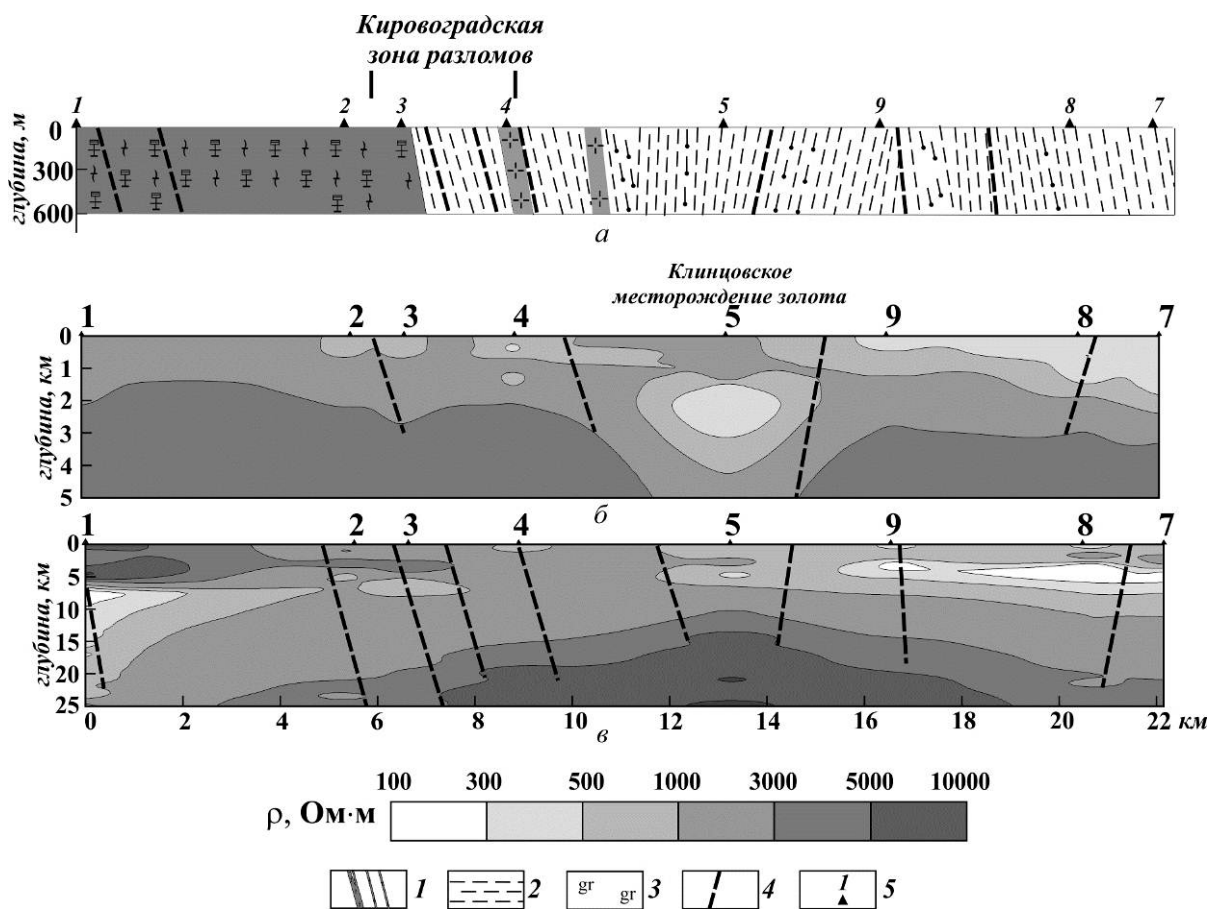 Кировоградская
зона разломов
1 2 3 4 5 9 8 7
глубина, м
0
300
600
а
Клинцовское
месторождение золота
1 2 3 4 5 9 8 7
глубина, км
0
1
2
3
4
5
б
1 2 3 4 5 9 8 7
глубина, км
0
5
10
15
20
25
0 2 4 6 8 10 12 14 16 18 20 22 км
в
100 300 500 1000 3000 5000 10000
ρ, Ом·м
1 2 gr gr 3 4 1 5